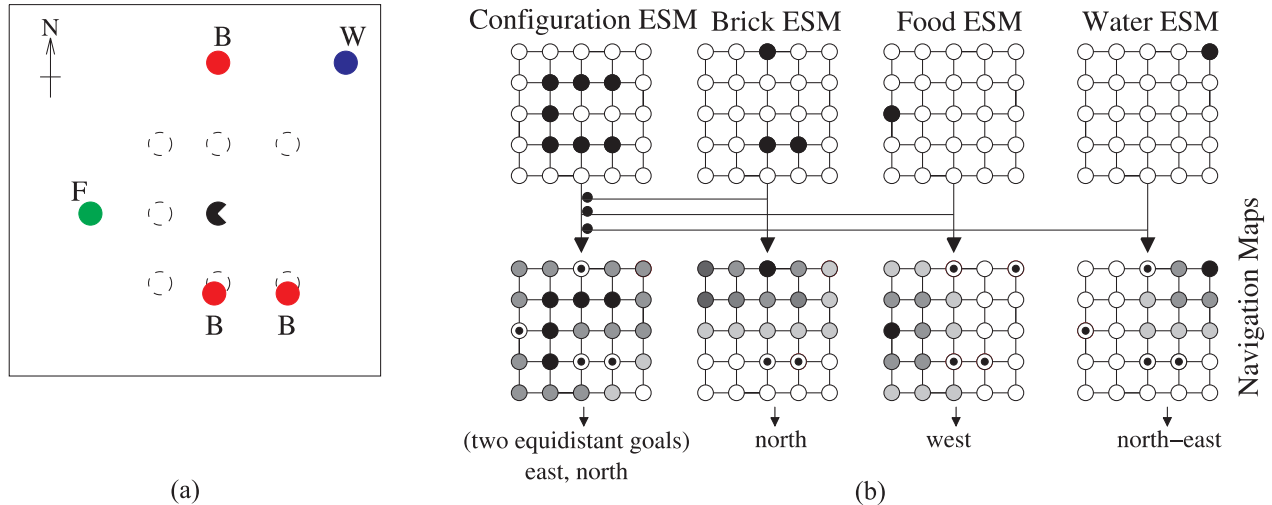 N
B
W
F
B
B
(a)
Configuration ESM
Brick ESM
Food ESM
Water ESM
Navigation Maps
(two equidistant goals)
east, north
north
west
north-east
(b)